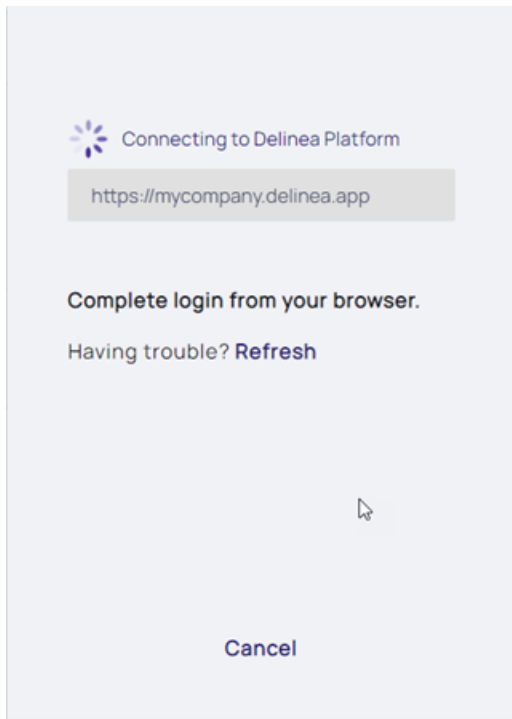 Connecting to Delinea Platform
https://mycompany.delinea.app
Complete login from your browser.
Having trouble? Refresh
Cancel